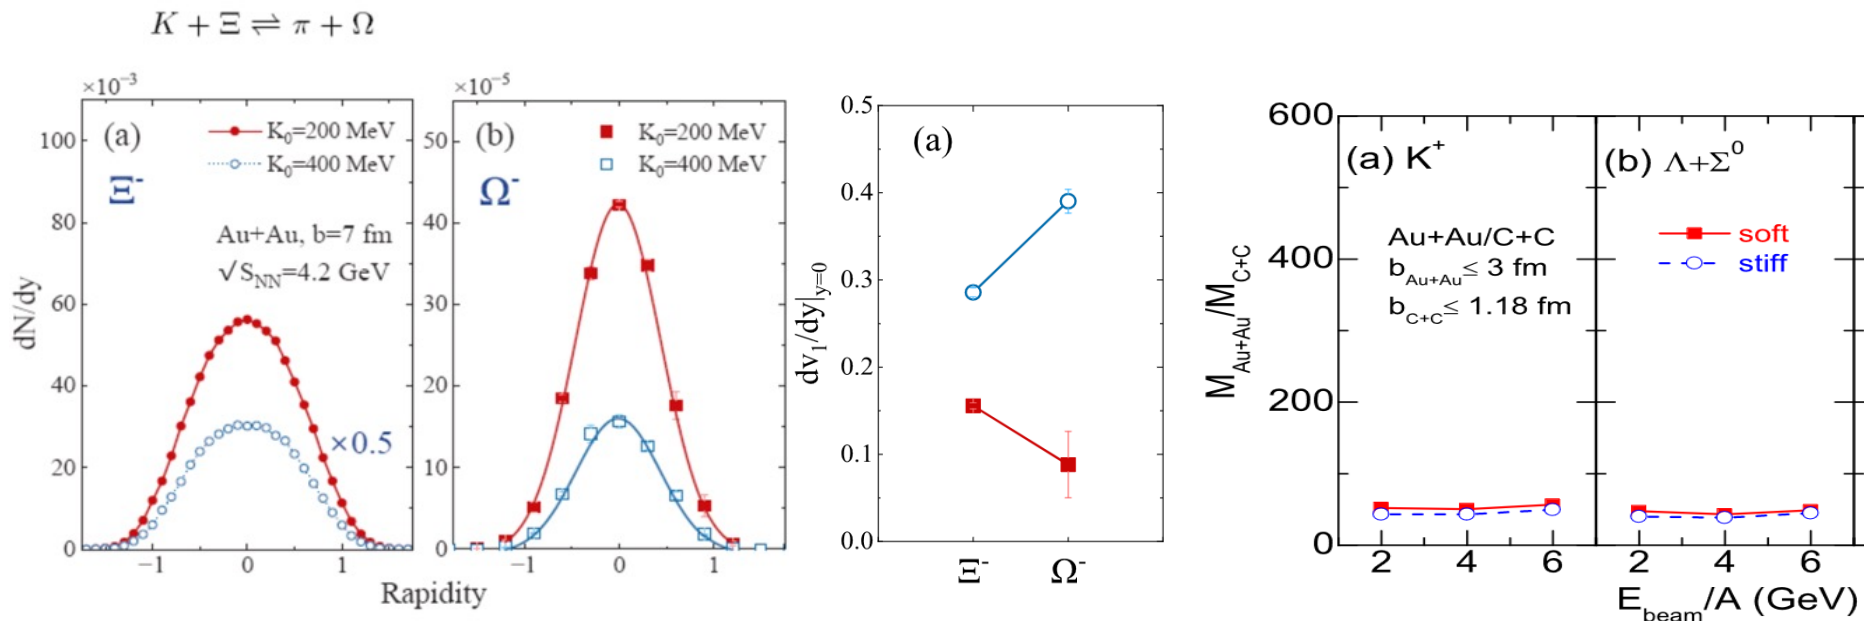 K + Ξ ⇌ π + Ω
×10⁻³
(a)
K₀=200 MeV
K₀=400 MeV
Ξ⁻
Au+Au, b=7 fm
√S_NN=4.2 GeV
×0.5
100
80
60
40
20
0
dN/dy
−1 0 1
×10⁻⁵
(b)
K₀=200 MeV
K₀=400 MeV
Ω⁻
50
40
30
20
10
0
−1 0 1
Rapidity
(a)
0.5
0.4
0.3
0.2
0.1
0.0
dv₁/dy|_y=0
Ξ⁻ Ω⁻
600
400
200
0
M_Au+Au/M_C+C
(a) K⁺
Au+Au/C+C
b_Au+Au≤ 3 fm
b_C+C≤ 1.18 fm
2 4 6
(b) Λ+Σ⁰
soft
stiff
2 4 6
E_beam/A (GeV)